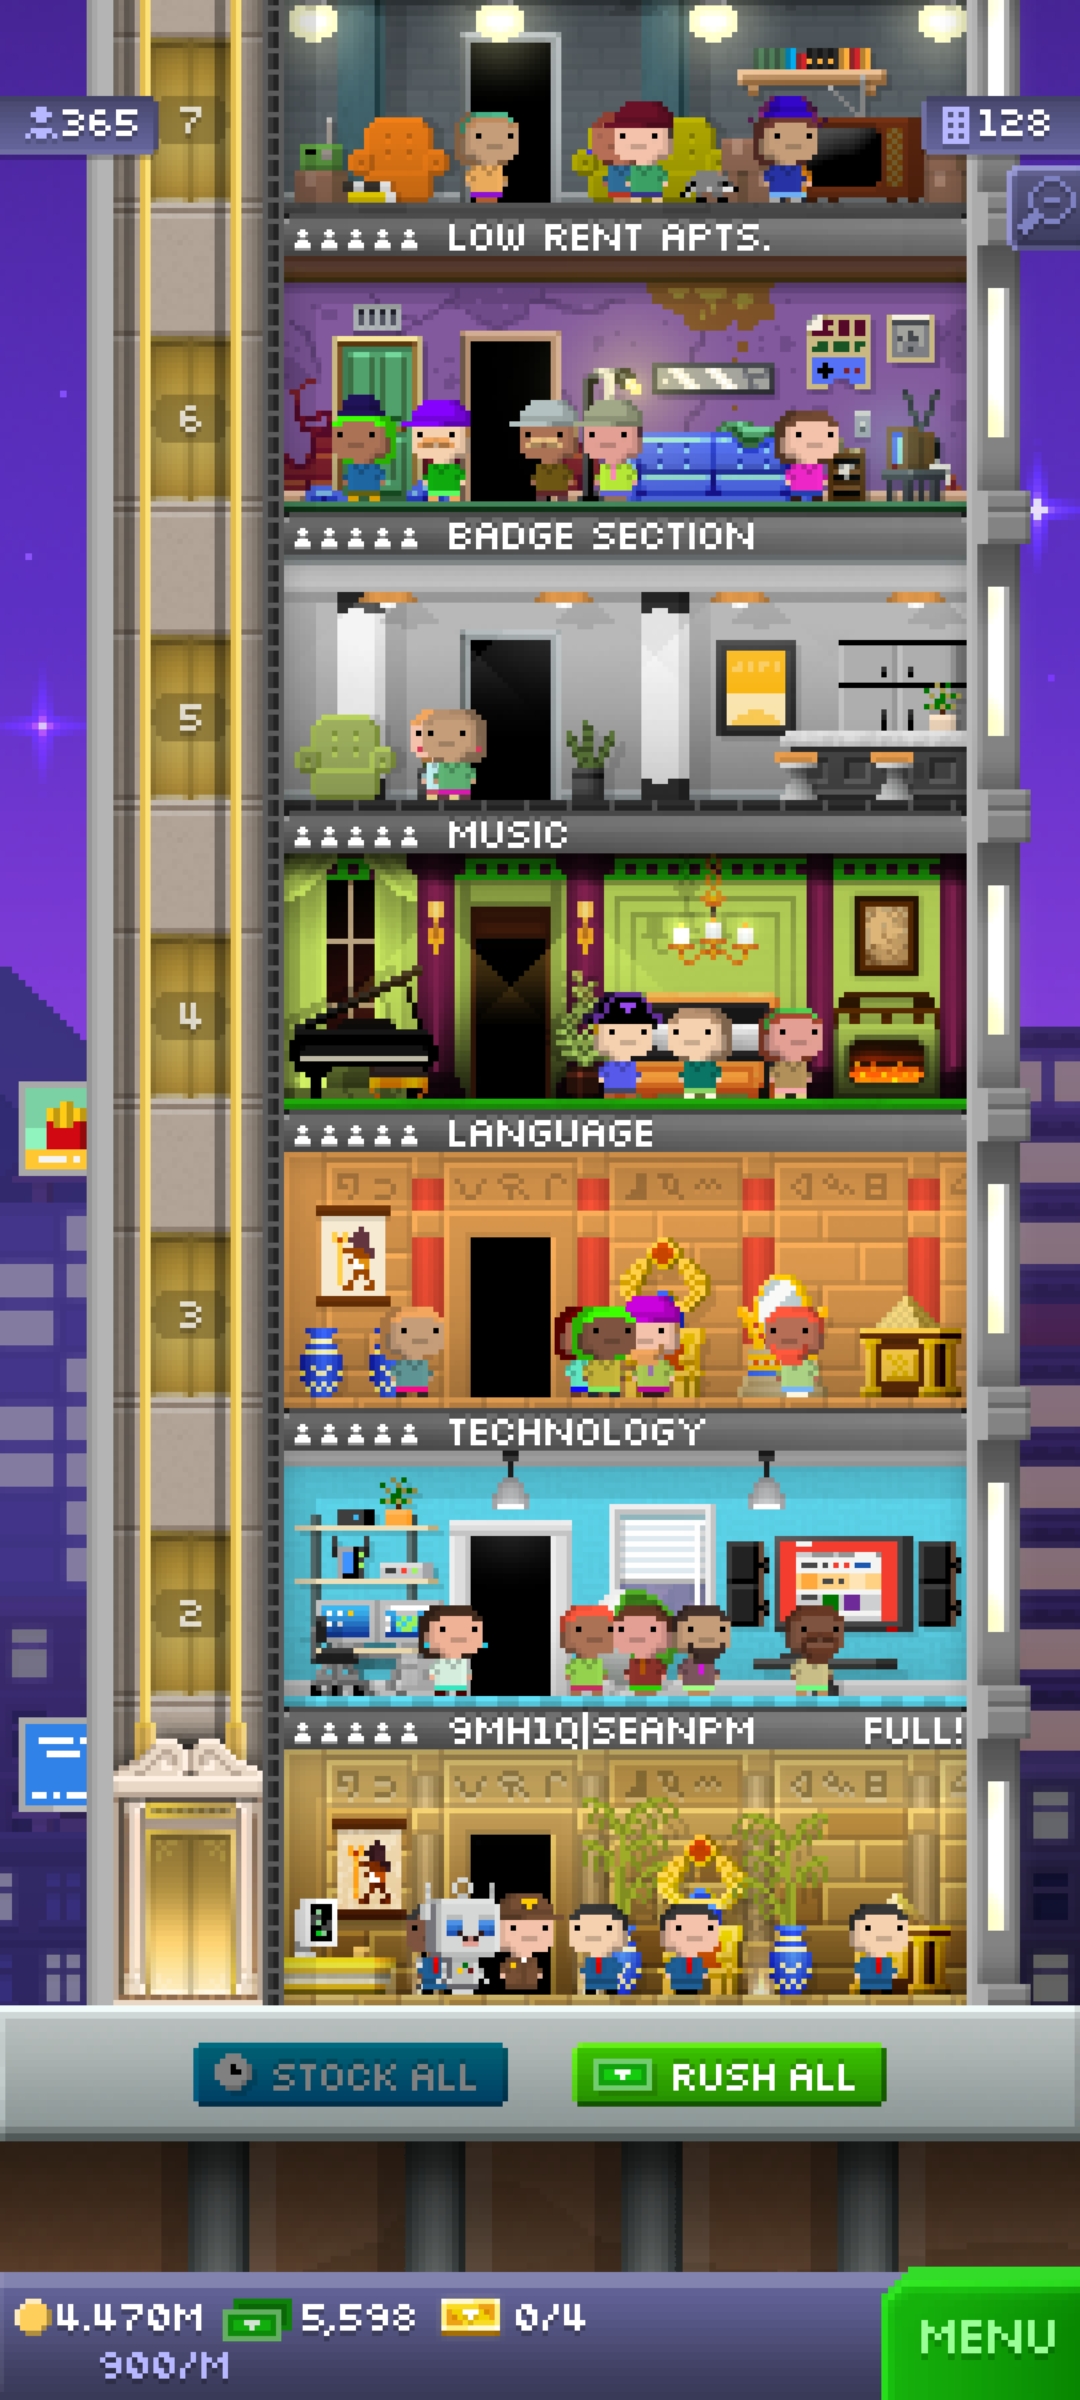 365
7
128
LOW RENT APTS.
6
BADGE SECTION
5
MUSIC
4
LANGUAGE
3
TECHNOLOGY
2
9MH1Q|SEANPM FULL!
STOCK ALL
RUSH ALL
4.470M 5,598 0/4
900/M
MENU